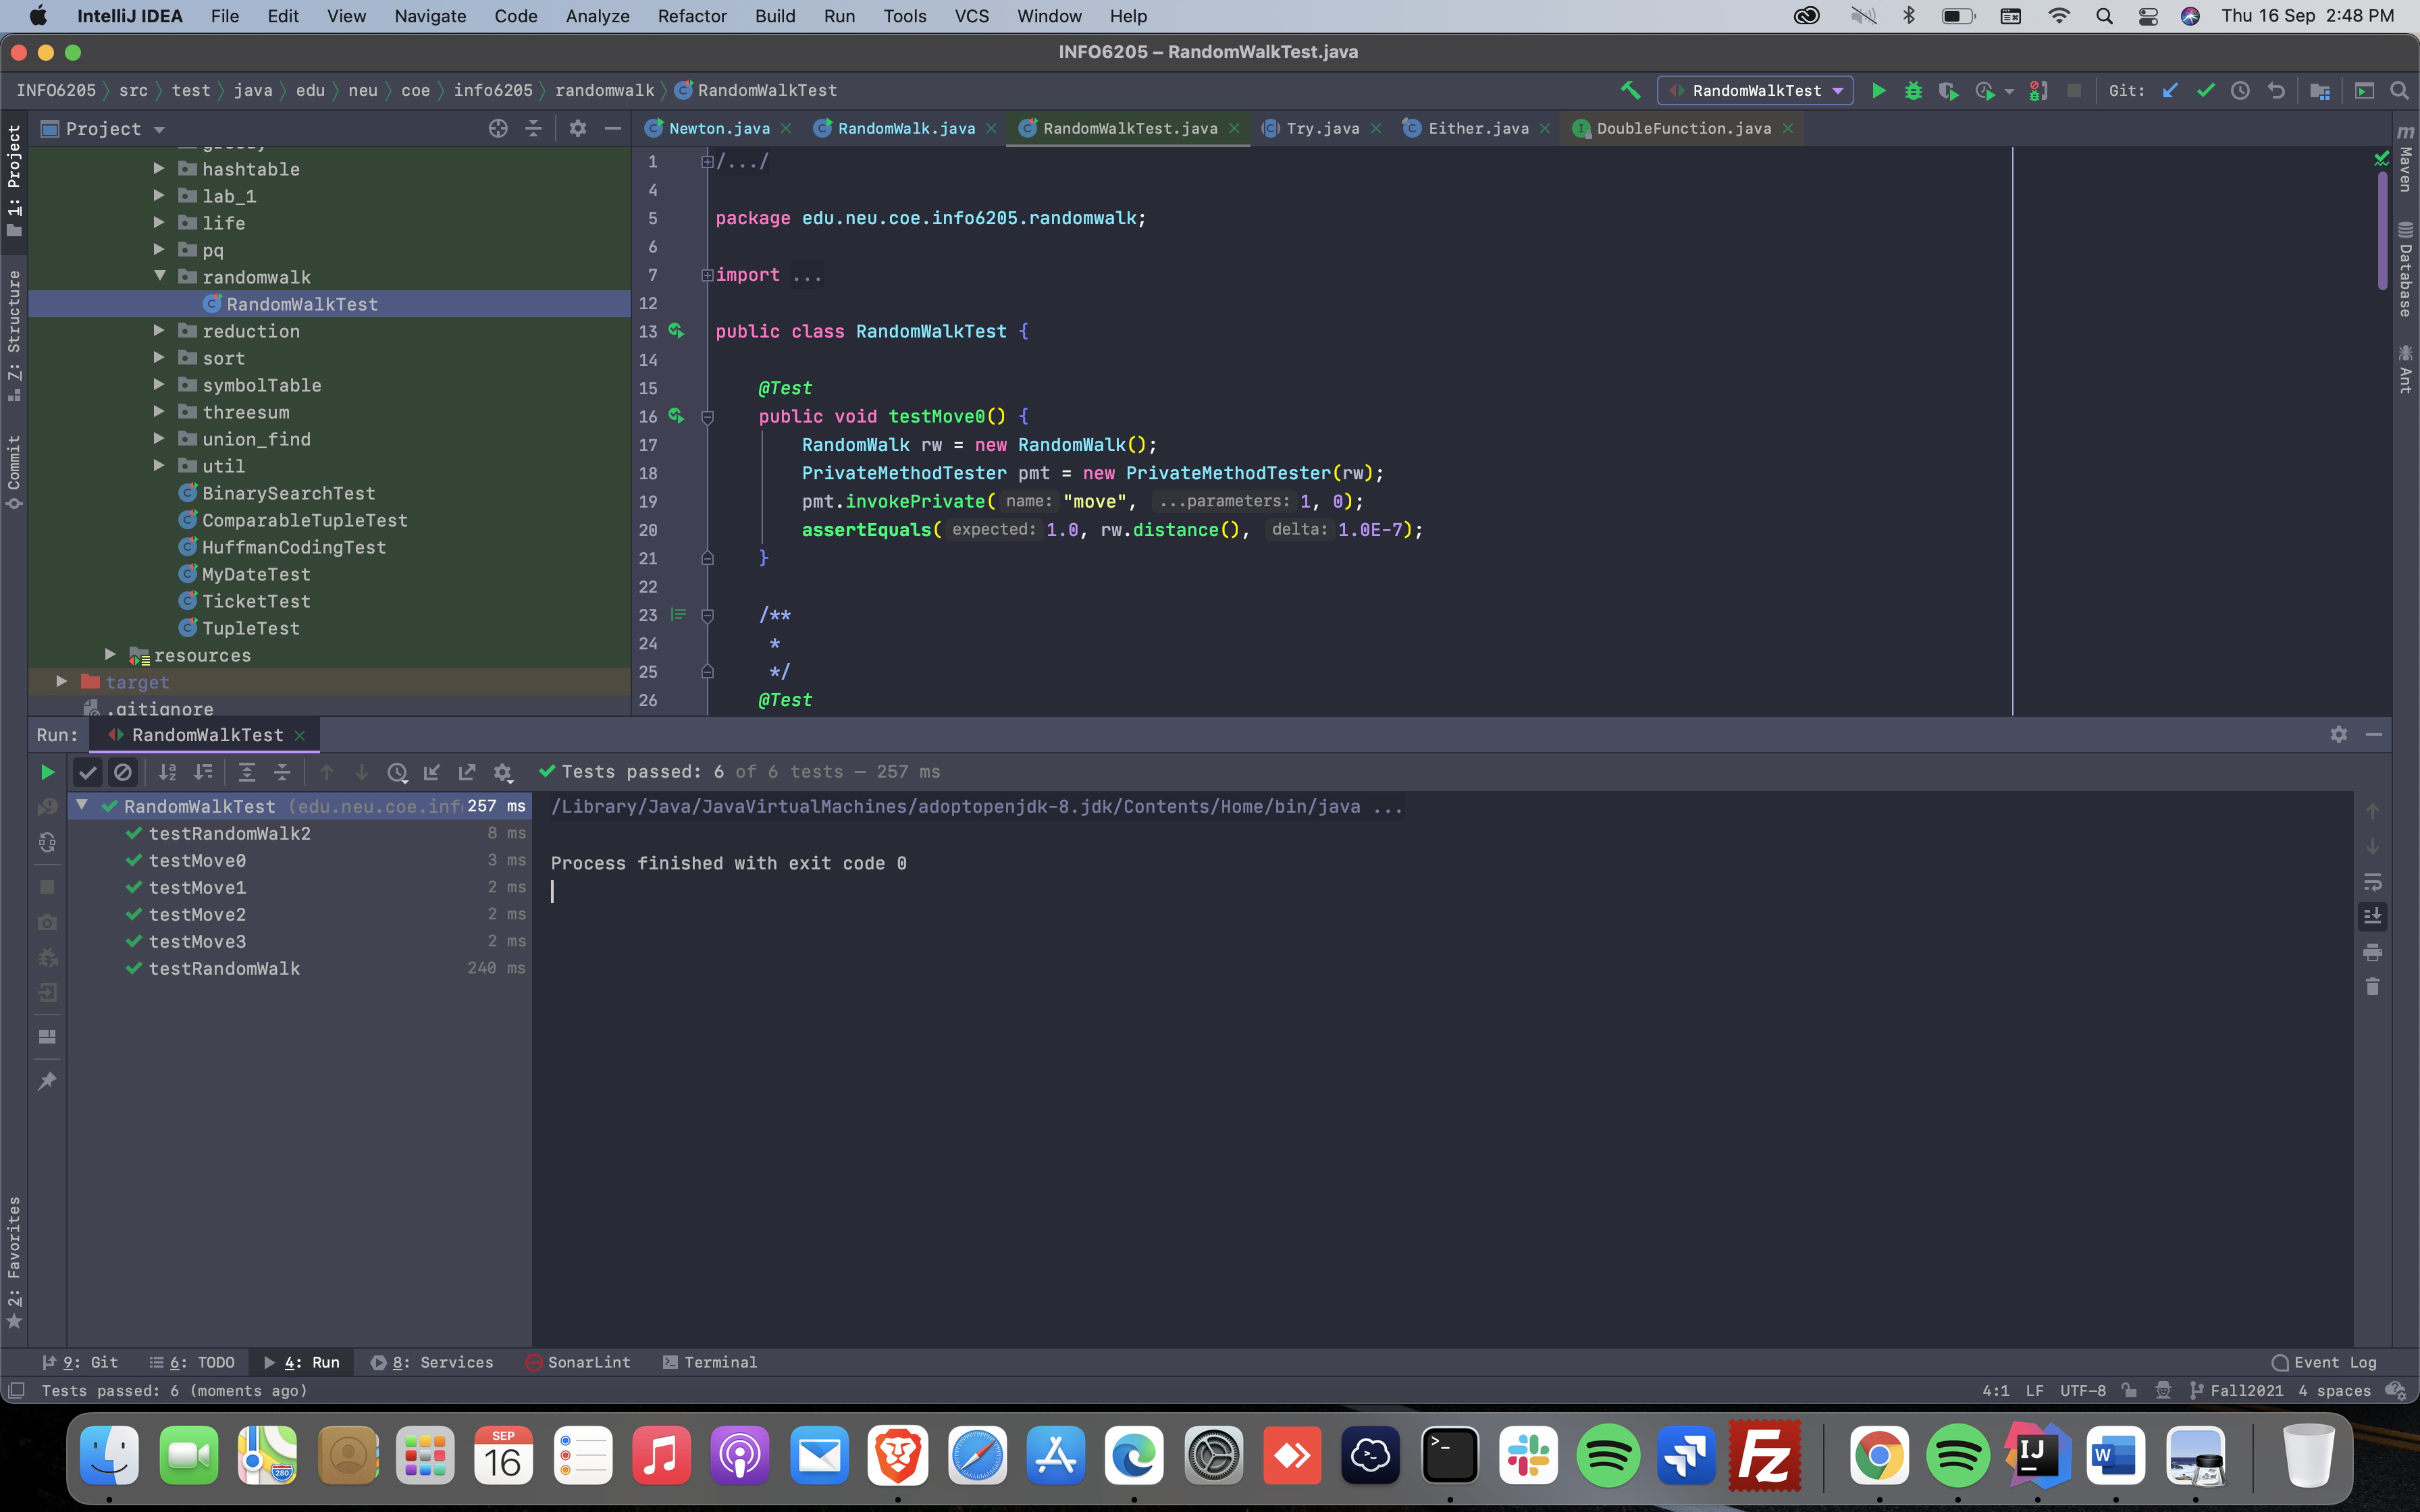 IntelliJ IDEA File Edit View Navigate Code Analyze Refactor Build Run Tools VCS Window Help Thu 16 Sep 2:48 PM
INFO6205 – RandomWalkTest.java
INFO6205 src test java edu neu coe info6205 randomwalk RandomWalkTest RandomWalkTest Git:
Project
Newton.java RandomWalk.java RandomWalkTest.java Try.java Either.java DoubleFunction.java
1: Project
Z: Structure
Commit
2: Favorites
hashtable
lab_1
life
pq
randomwalk
RandomWalkTest
reduction
sort
symbolTable
threesum
union_find
util
BinarySearchTest
ComparableTupleTest
HuffmanCodingTest
MyDateTest
TicketTest
TupleTest
resources
target
.gitignore
1 /.../
4
5 package edu.neu.coe.info6205.randomwalk;
6
7 import ...
12
13 public class RandomWalkTest {
14
15 @Test
16 public void testMove0() {
17 RandomWalk rw = new RandomWalk();
18 PrivateMethodTester pmt = new PrivateMethodTester(rw);
19 pmt.invokePrivate( name: "move", ...parameters: 1, 0);
20 assertEquals( expected: 1.0, rw.distance(), delta: 1.0E-7);
21 }
22
23 /**
24 *
25 */
26 @Test
m Maven
Database
Ant
Run: RandomWalkTest
Tests passed: 6 of 6 tests – 257 ms
RandomWalkTest (edu.neu.coe.inf 257 ms
testRandomWalk2 8 ms
testMove0 3 ms
testMove1 2 ms
testMove2 2 ms
testMove3 2 ms
testRandomWalk 240 ms
/Library/Java/JavaVirtualMachines/adoptopenjdk-8.jdk/Contents/Home/bin/java ...
Process finished with exit code 0
9: Git 6: TODO 4: Run 8: Services SonarLint Terminal Event Log
Tests passed: 6 (moments ago) 4:1 LF UTF-8 Fall2021 4 spaces
280
SEP
16
>_
Fz
IJ
W